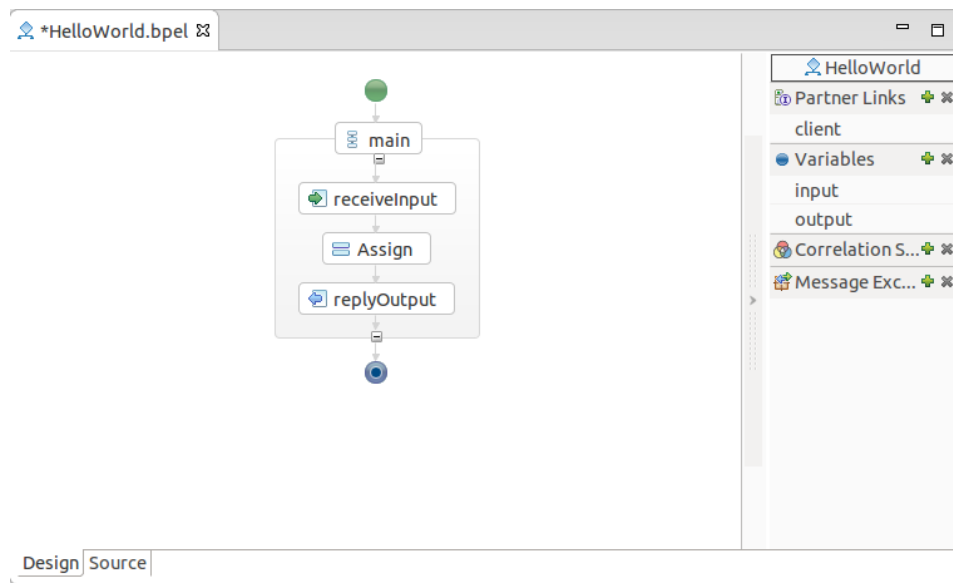 *HelloWorld.bpel
main
receiveInput
Assign
replyOutput
HelloWorld
Partner Links
client
Variables
input
output
Correlation S...
Message Exc...
Design Source